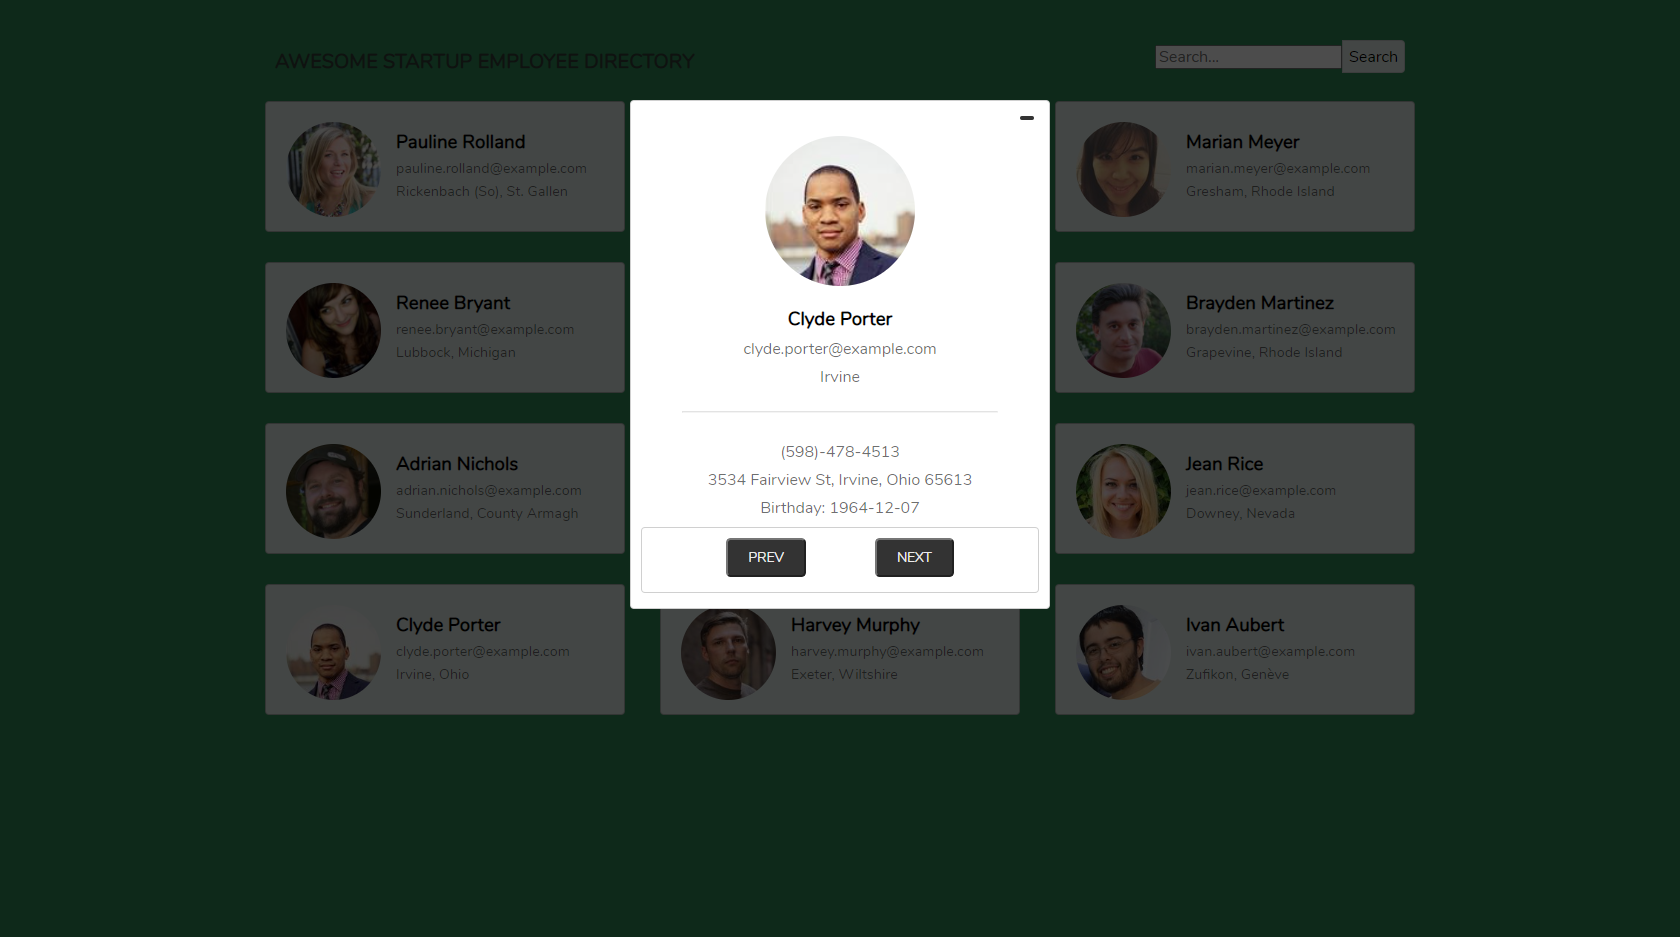 AWESOME STARTUP EMPLOYEE DIRECTORY
Search...
Search
Pauline Rolland
pauline.rolland@example.com
Rickenbach (So), St. Gallen
Marian Meyer
marian.meyer@example.com
Gresham, Rhode Island
Renee Bryant
renee.bryant@example.com
Lubbock, Michigan
Brayden Martinez
brayden.martinez@example.com
Grapevine, Rhode Island
Adrian Nichols
adrian.nichols@example.com
Sunderland, County Armagh
Jean Rice
jean.rice@example.com
Downey, Nevada
Clyde Porter
clyde.porter@example.com
Irvine, Ohio
Harvey Murphy
harvey.murphy@example.com
Exeter, Wiltshire
Ivan Aubert
ivan.aubert@example.com
Zufikon, Genève
Clyde Porter
clyde.porter@example.com
Irvine
(598)-478-4513
3534 Fairview St, Irvine, Ohio 65613
Birthday: 1964-12-07
PREV
NEXT